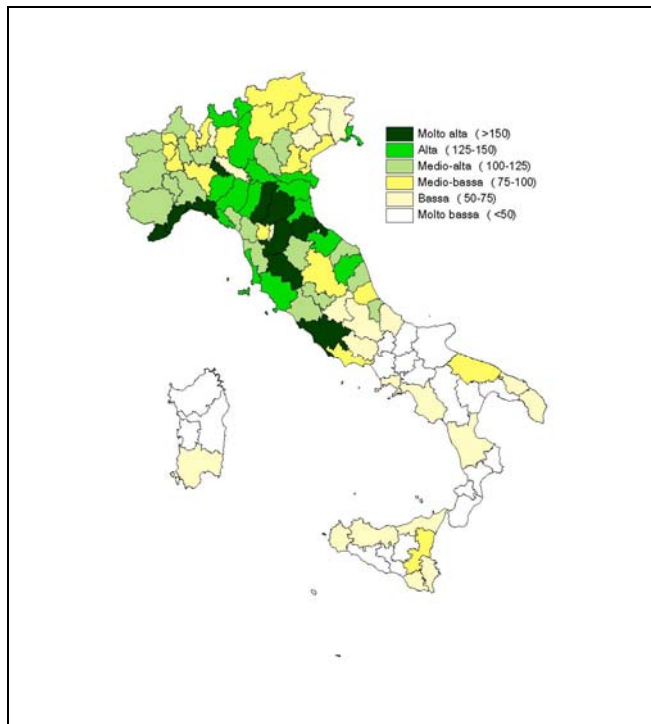 Molto alta (>150)
Alta (125-150)
Medio-alta (100-125)
Medio-bassa (75-100)
Bassa (50-75)
Molto bassa (<50)